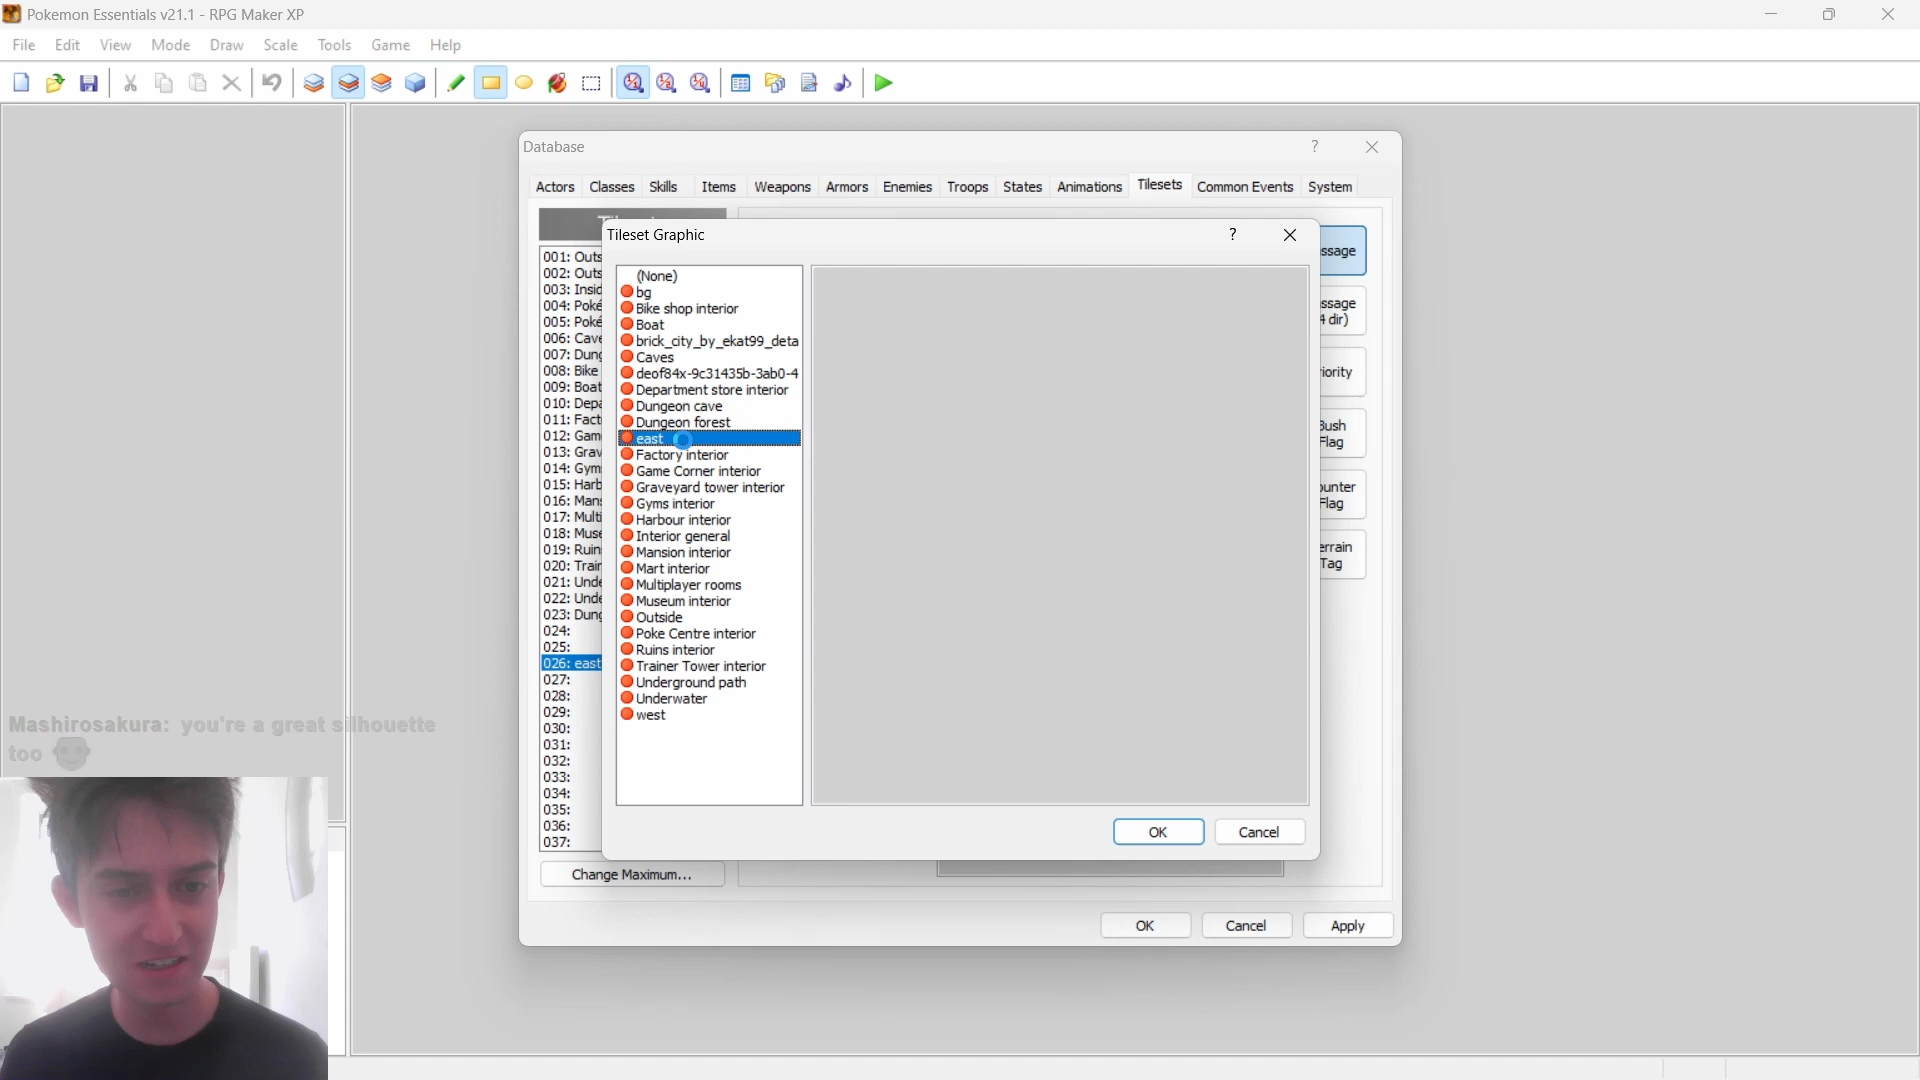 Pokemon Essentials v21.1 - RPG Maker XP
File Edit View Mode Draw Scale Tools Game Help
Database
?
Actors Classes Skills Items Weapons Armors Enemies Troops States Animations Tilesets Common Events System
Tileset Graphic
?
001: Outs
002: Outs
003: Insid
004: Poké
005: Poké
006: Cave
007: Dung
008: Bike
009: Boat
010: Depa
011: Fact
012: Gam
013: Grav
014: Gym
015: Harb
016: Mans
017: Multi
018: Muse
019: Ruin
020: Train
021: Unde
022: Unde
023: Dung
024:
025:
026: east
027:
028:
029:
030:
031:
032:
033:
034:
035:
036:
037:
(None)
bg
Bike shop interior
Boat
brick_city_by_ekat99_deta
Caves
deof84x-9c31435b-3ab0-4
Department store interior
Dungeon cave
Dungeon forest
east
Factory interior
Game Corner interior
Graveyard tower interior
Gyms interior
Harbour interior
Interior general
Mansion interior
Mart interior
Multiplayer rooms
Museum interior
Outside
Poke Centre interior
Ruins interior
Trainer Tower interior
Underground path
Underwater
west
ssage
ssage
4 dir)
iority
Bush
Flag
ounter
Flag
errain
Tag
OK Cancel
Change Maximum...
OK Cancel Apply
Mashirosakura: you're a great silhouette
too